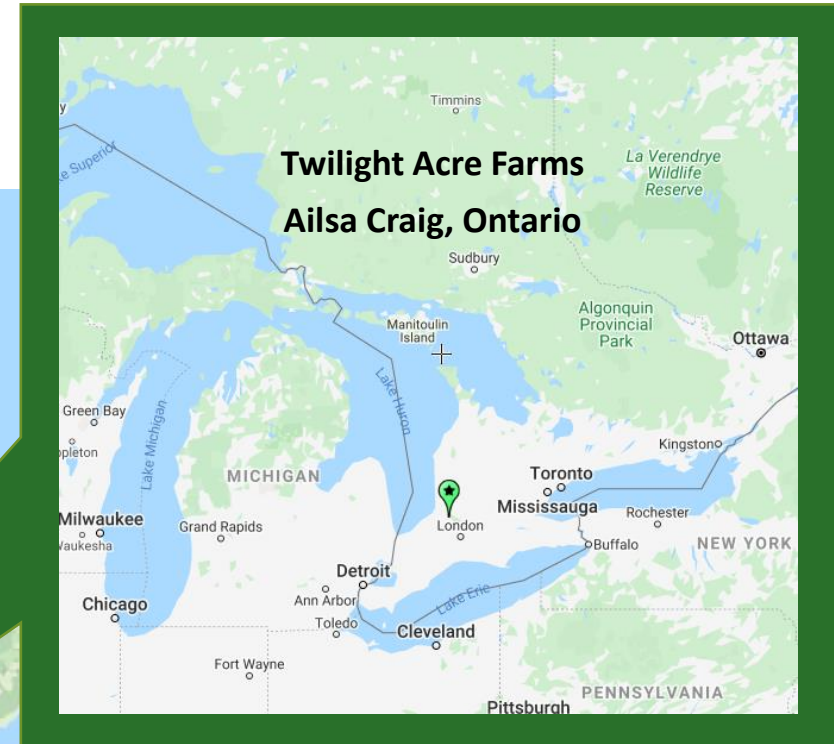 Timmins
y
e Superior
Twilight Acre Farms
Ailsa Craig, Ontario
La Verendrye
Wildlife
Reserve
Sudbury
Manitoulin
Island
Algonquin
Provincial
Park
Ottawa
Lake Huron
Green Bay
ppleton
Lake Michigan
Kingston
MICHIGAN
Toronto
Mississauga
Milwaukee
Vaukesha
Grand Rapids
London
Rochester
Buffalo
NEW YORK
Detroit
Ann Arbor
Lake Erie
Chicago
Toledo
Cleveland
Fort Wayne
PENNSYLVANIA
Pittsburgh